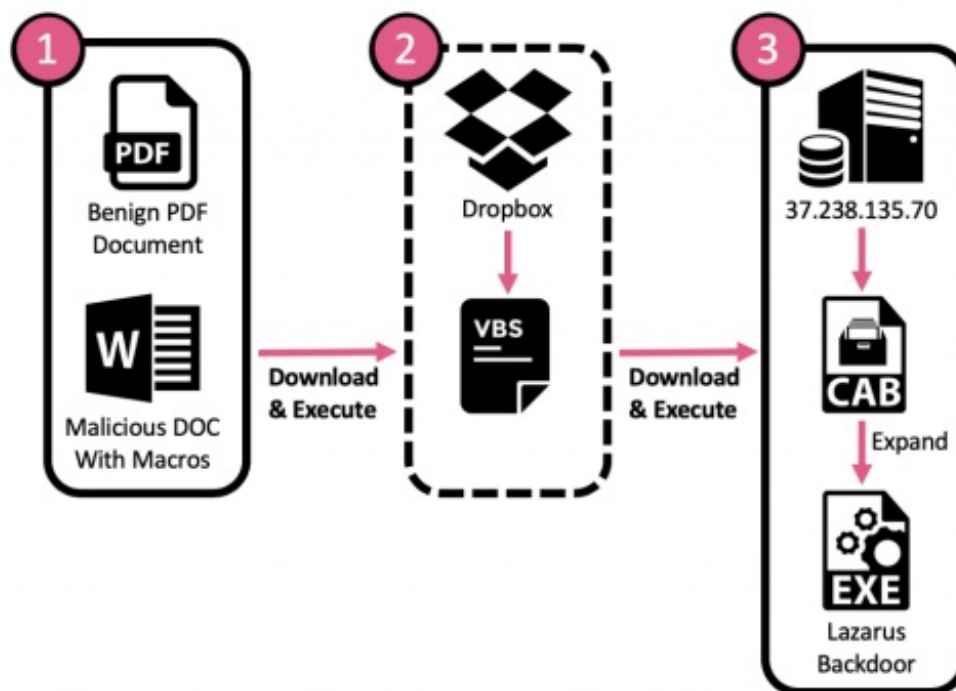 1
PDF
Benign PDF
Document
W
Malicious DOC
With Macros
Download
& Execute
2
Dropbox
VBS
Download
& Execute
3
37.238.135.70
CAB
Expand
EXE
Lazarus
Backdoor